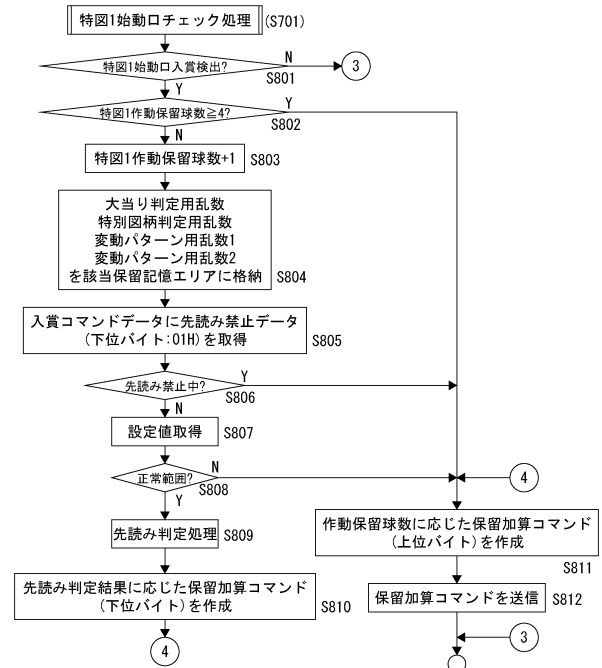 特図1始動口チェック処理 (S701)
特図1始動口入賞検出?
N
3
S801
Y
特図1作動保留球数≧4?
Y
S802
N
特図1作動保留球数+1
S803
大当り判定用乱数
特別図柄判定用乱数
変動パターン用乱数1
変動パターン用乱数2
を該当保留記憶エリアに格納
S804
入賞コマンドデータに先読み禁止データ
(下位バイト:01H)を取得
S805
先読み禁止中?
Y
S806
N
設定値取得
S807
正常範囲?
N
S808
Y
4
先読み判定処理
S809
作動保留球数に応じた保留加算コマンド
(上位バイト)を作成
S811
先読み判定結果に応じた保留加算コマンド
(下位バイト)を作成
S810
保留加算コマンドを送信
S812
4
3